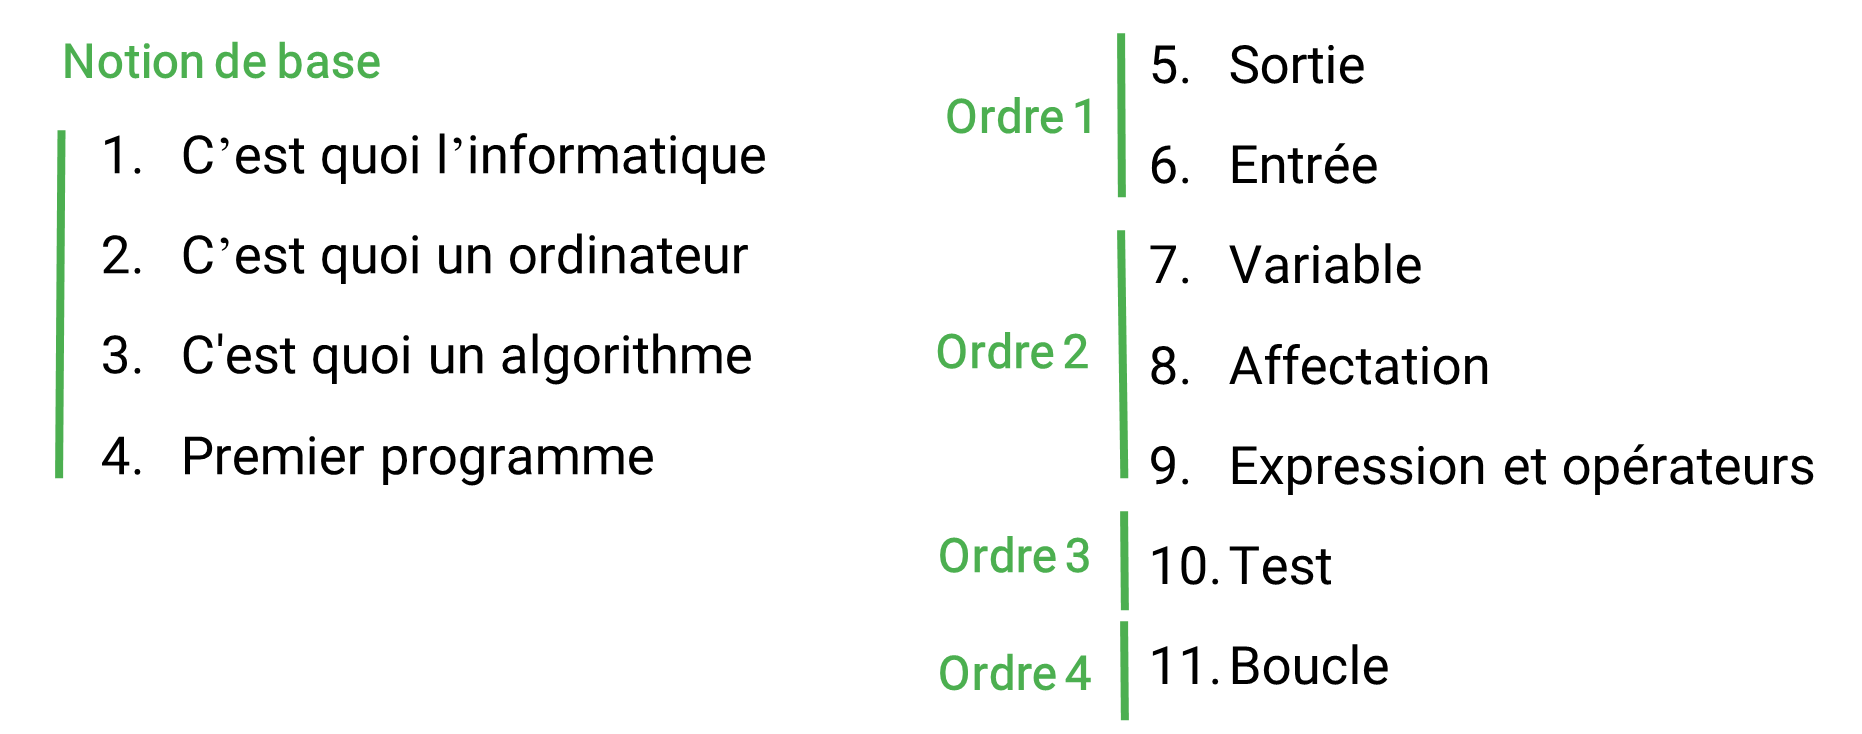 Notion de base
1. C’est quoi l’informatique
2. C’est quoi un ordinateur
3. C'est quoi un algorithme
4. Premier programme
Ordre 1
5. Sortie
6. Entrée
Ordre 2
7. Variable
8. Affectation
9. Expression et opérateurs
Ordre 3
10. Test
Ordre 4
11. Boucle